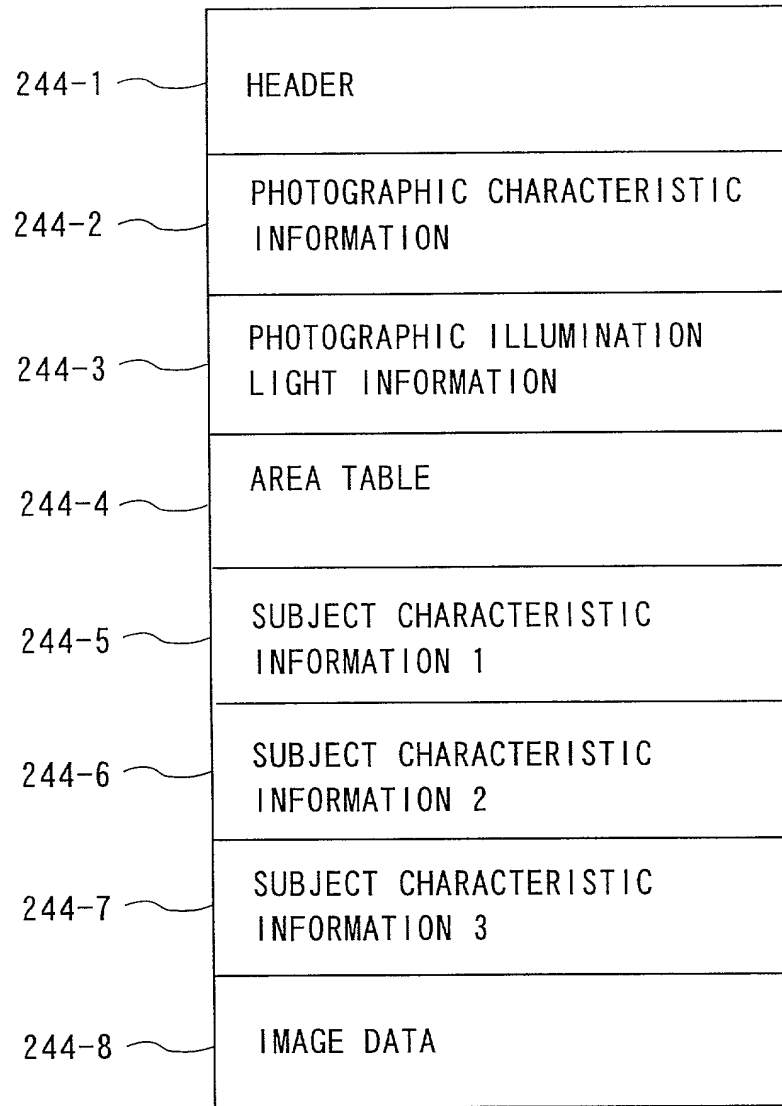 244-1
HEADER
244-2
PHOTOGRAPHIC CHARACTERISTIC
INFORMATION
244-3
PHOTOGRAPHIC ILLUMINATION
LIGHT INFORMATION
244-4
AREA TABLE
244-5
SUBJECT CHARACTERISTIC
INFORMATION 1
244-6
SUBJECT CHARACTERISTIC
INFORMATION 2
244-7
SUBJECT CHARACTERISTIC
INFORMATION 3
244-8
IMAGE DATA